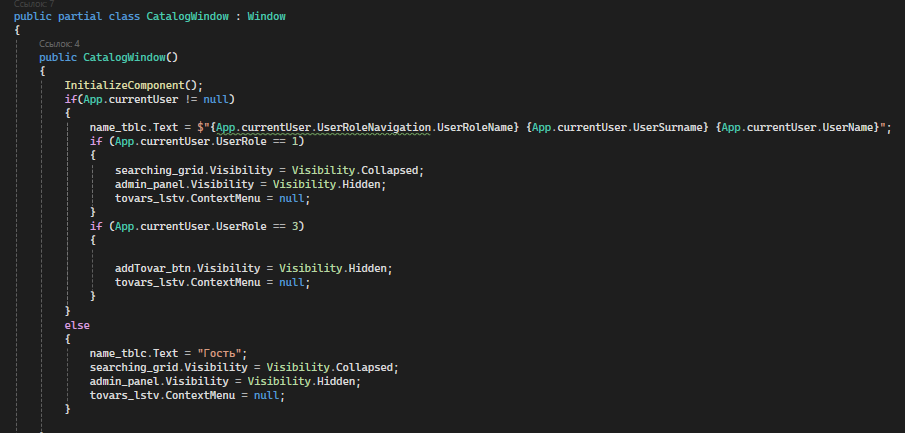 Ссылок: 7
public partial class CatalogWindow : Window
{
Ссылок: 4
public CatalogWindow()
{
InitializeComponent();
if(App.currentUser != null)
{
name_tblc.Text = $"{App.currentUser.UserRoleNavigation.UserRoleName} {App.currentUser.UserSurname} {App.currentUser.UserName}";
if (App.currentUser.UserRole == 1)
{
searching_grid.Visibility = Visibility.Collapsed;
admin_panel.Visibility = Visibility.Hidden;
tovars_lstv.ContextMenu = null;
}
if (App.currentUser.UserRole == 3)
{
addTovar_btn.Visibility = Visibility.Hidden;
tovars_lstv.ContextMenu = null;
}
}
else
{
name_tblc.Text = "Гость";
searching_grid.Visibility = Visibility.Collapsed;
admin_panel.Visibility = Visibility.Hidden;
tovars_lstv.ContextMenu = null;
}